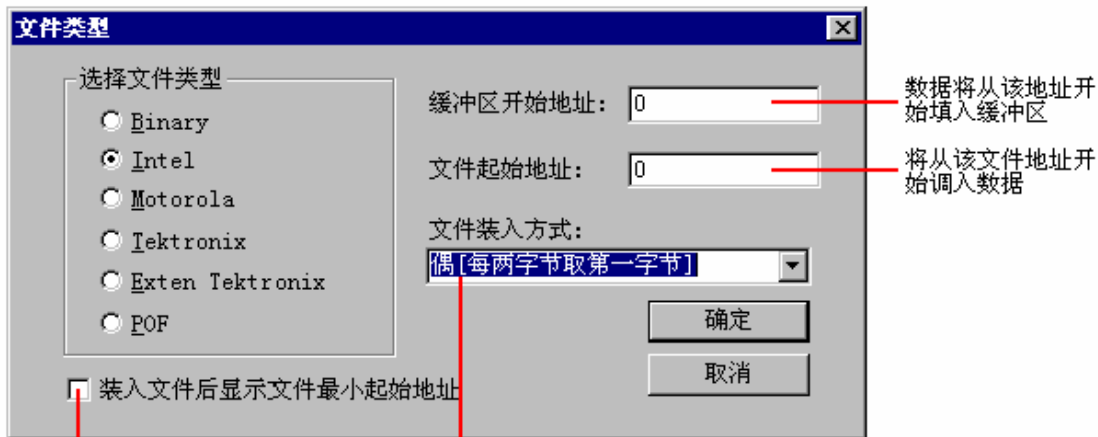 文件类型
选择文件类型
Binary
Intel
Motorola
Tektronix
Exten Tektronix
POF
缓冲区开始地址：
0
文件起始地址：
0
文件装入方式：
偶[每两字节取第一字节]
确定
取消
装入文件后显示文件最小起始地址
数据将从该地址开
始填入缓冲区
将从该文件地址开
始调入数据